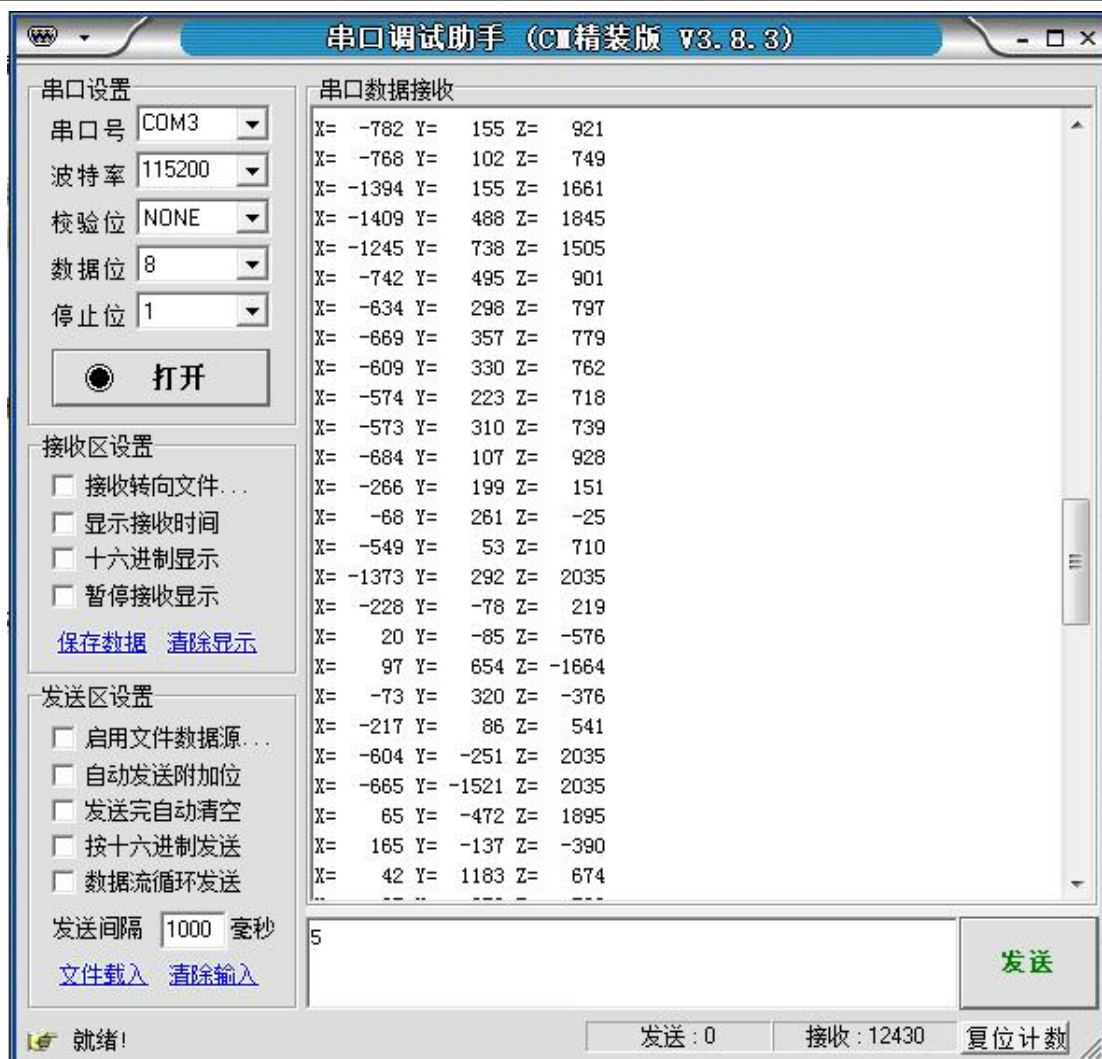 串口调试助手 (CM精装版 V3.8.3)
串口设置
串口号 COM3
波特率 115200
校验位 NONE
数据位 8
停止位 1
打开
接收区设置
接收转向文件...
显示接收时间
十六进制显示
暂停接收显示
保存数据 清除显示
发送区设置
启用文件数据源...
自动发送附加位
发送完自动清空
按十六进制发送
数据流循环发送
发送间隔 1000 毫秒
文件载入 清除输入
串口数据接收
X= -782 Y= 155 Z= 921
X= -768 Y= 102 Z= 749
X= -1394 Y= 155 Z= 1661
X= -1409 Y= 488 Z= 1845
X= -1245 Y= 738 Z= 1505
X= -742 Y= 495 Z= 901
X= -634 Y= 298 Z= 797
X= -669 Y= 357 Z= 779
X= -609 Y= 330 Z= 762
X= -574 Y= 223 Z= 718
X= -573 Y= 310 Z= 739
X= -684 Y= 107 Z= 928
X= -266 Y= 199 Z= 151
X= -68 Y= 261 Z= -25
X= -549 Y= 53 Z= 710
X= -1373 Y= 292 Z= 2035
X= -228 Y= -78 Z= 219
X= 20 Y= -85 Z= -576
X= 97 Y= 654 Z= -1664
X= -73 Y= 320 Z= -376
X= -217 Y= 86 Z= 541
X= -604 Y= -251 Z= 2035
X= -665 Y= -1521 Z= 2035
X= 65 Y= -472 Z= 1895
X= 165 Y= -137 Z= -390
X= 42 Y= 1183 Z= 674
5
发送
就绪!
发送:0 接收:12430 复位计数